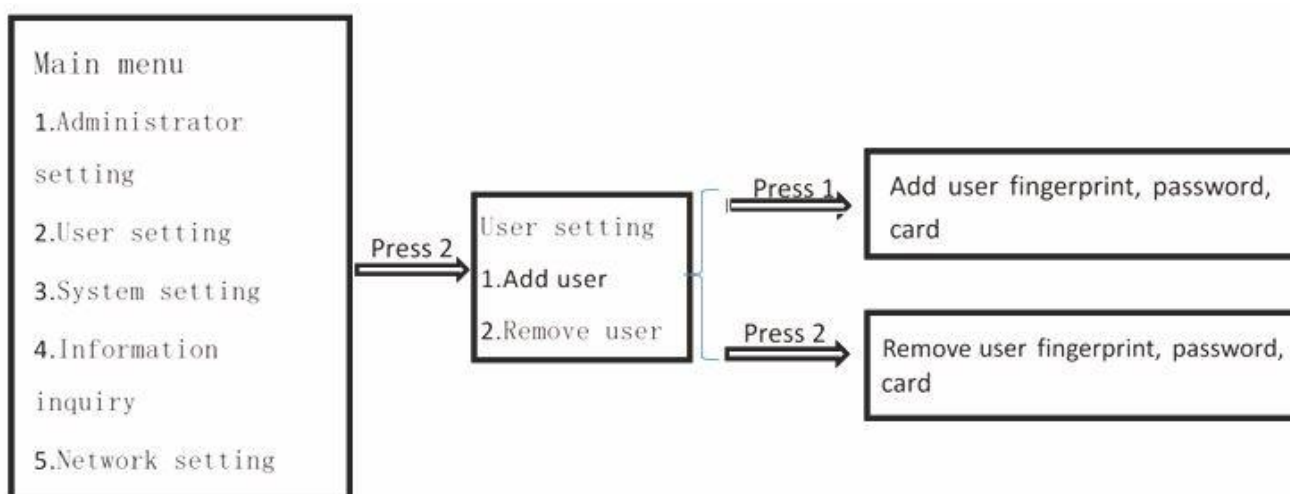 Main menu
1.Administrator
setting
2.User setting
3.System setting
4.Information
inquiry
5.Network setting
Press 2
User setting
1.Add user
2.Remove user
Press 1
Add user fingerprint, password,
card
Press 2
Remove user fingerprint, password,
card